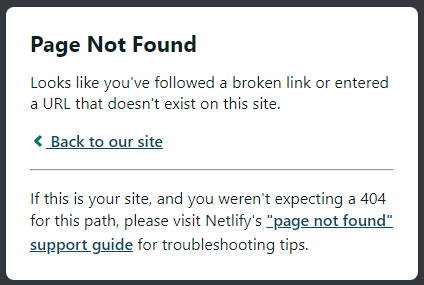 Page Not Found
Looks like you've followed a broken link or entered
a URL that doesn't exist on this site.
Back to our site
If this is your site, and you weren't expecting a 404
for this path, please visit Netlify's "page not found"
support guide for troubleshooting tips.